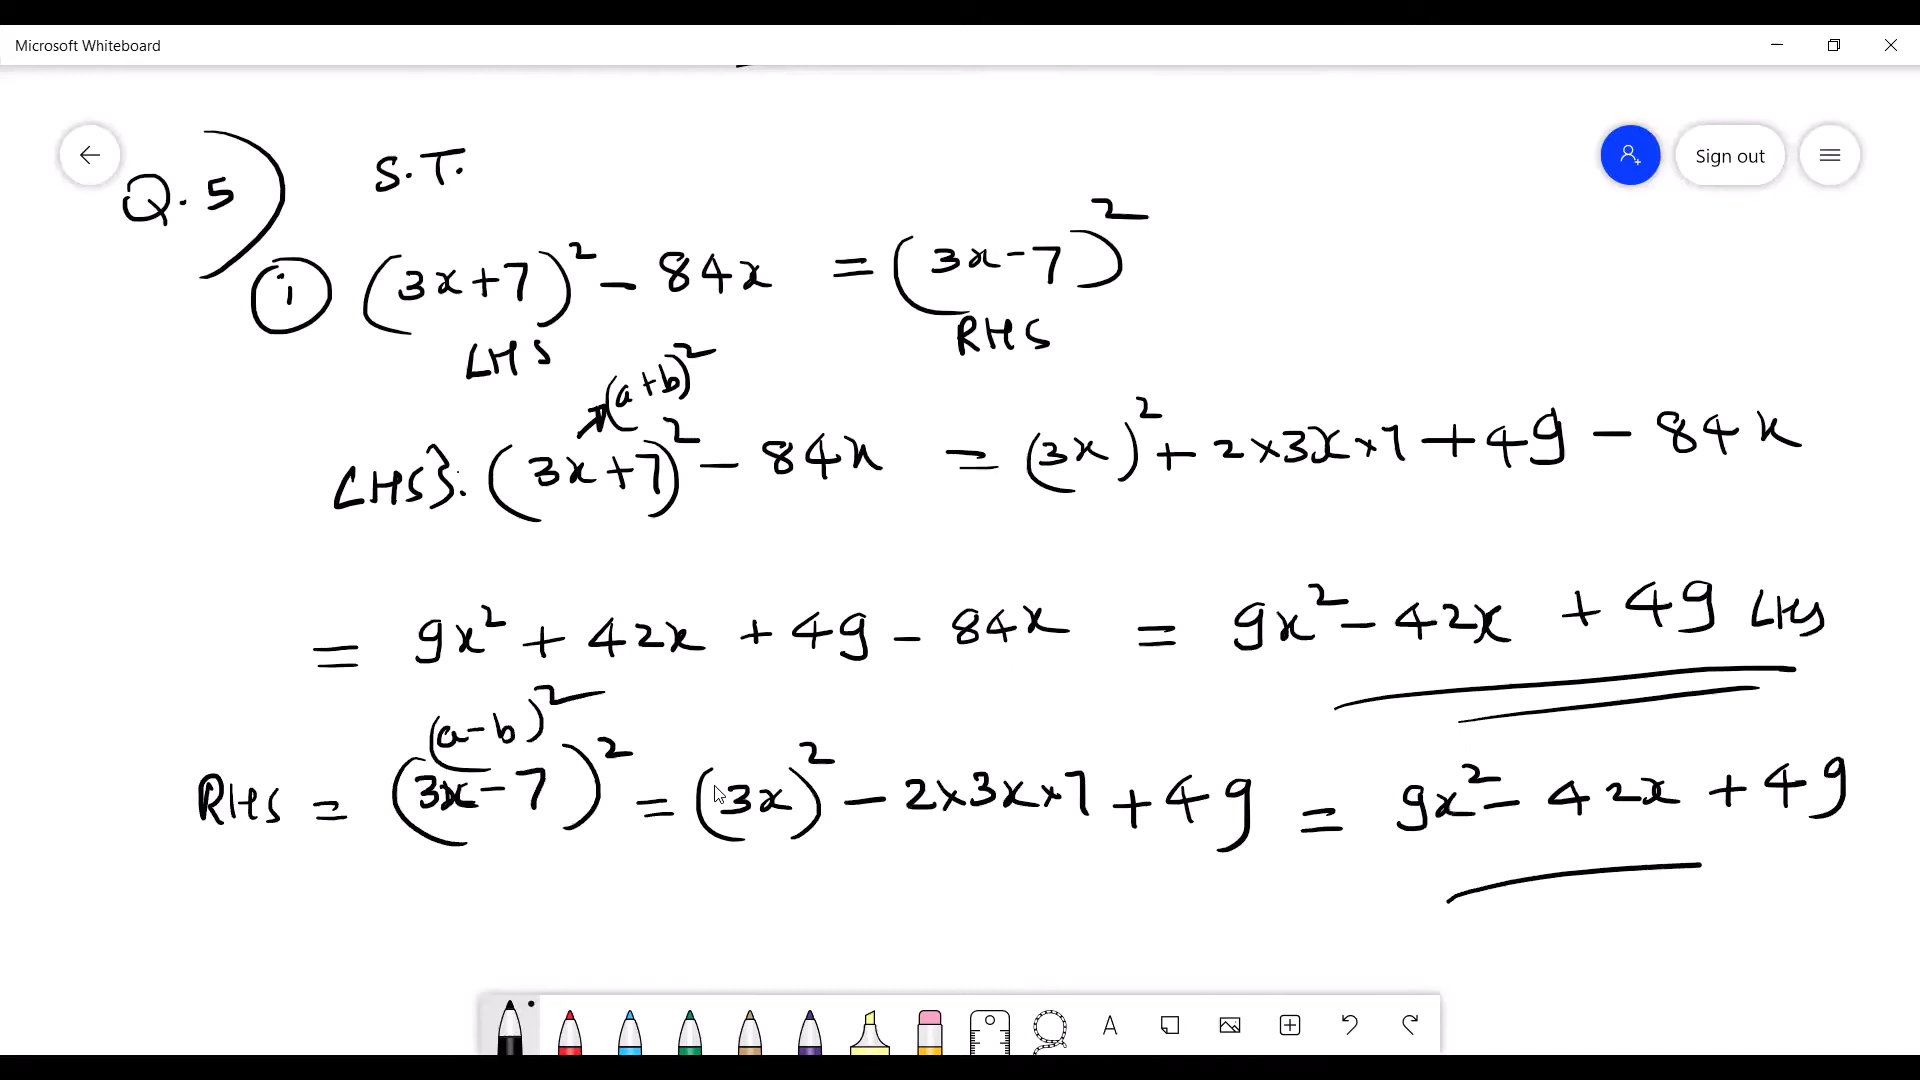 Microsoft Whiteboard
Sign out
Q.5) S.T.
i (3x+7)² - 84x = (3x-7)²
LHS RHS
(a+b)²
LHS}: (3x+7)² - 84x = (3x)² + 2×3x×7 + 49 - 84x
= 9x² + 42x + 49 - 84x = 9x² - 42x + 49 LHS
(a-b)²
RHS = (3x-7)² = (3x)² - 2×3x×7 + 49 = 9x² - 42x + 49